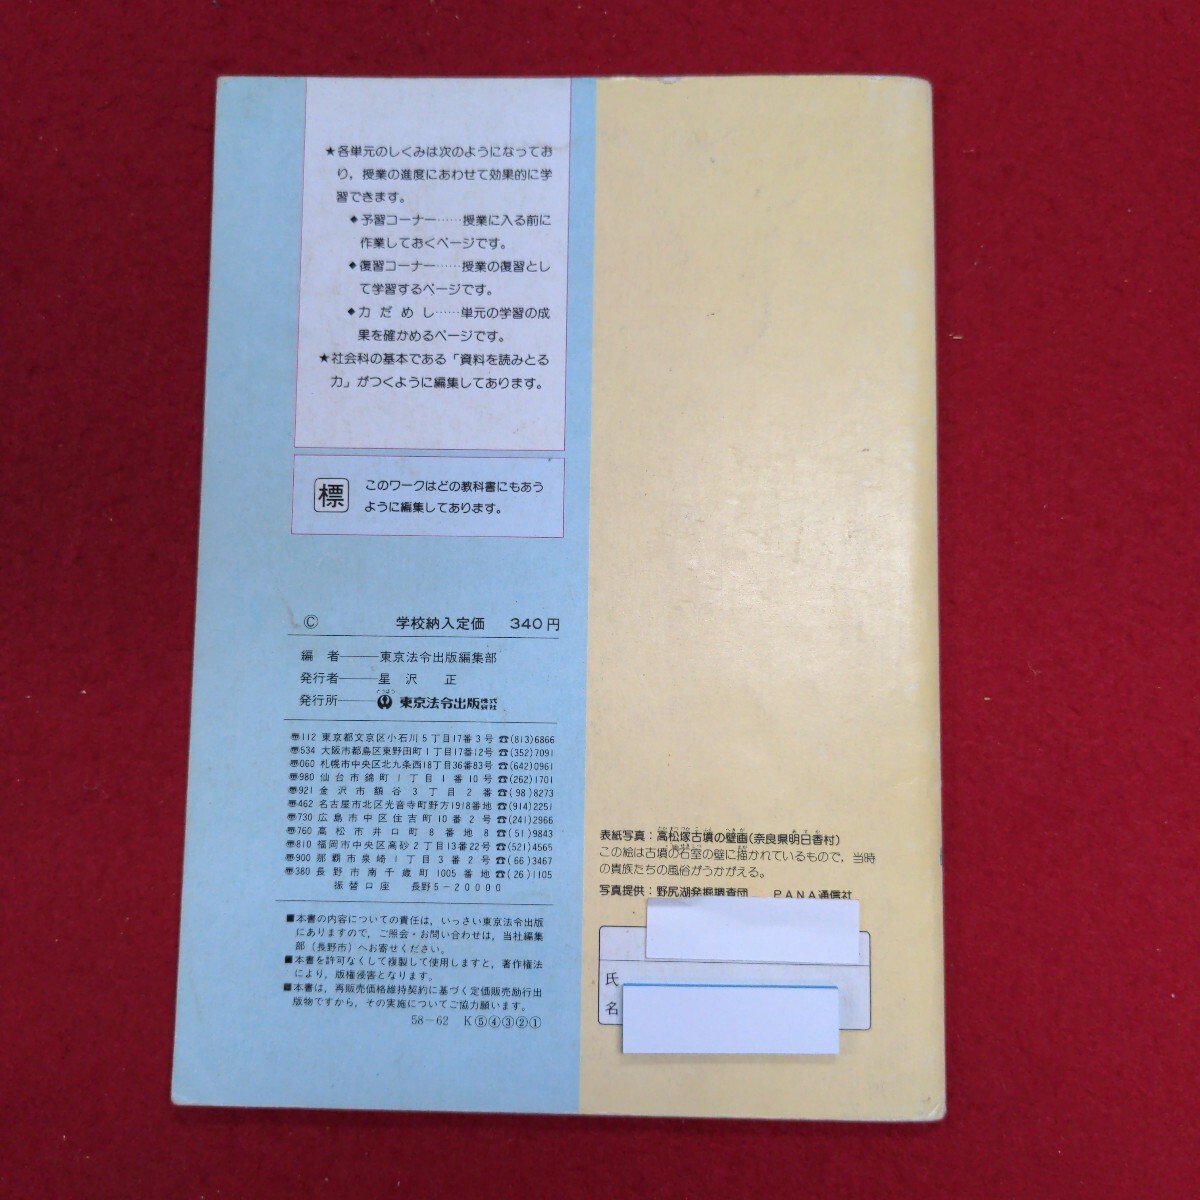 ★各単元のしくみは次のようになってお
り，授業の進度にあわせて効果的に学
習できます。
◆予習コーナー……授業に入る前に
作業しておくページです。
◆復習コーナー……授業の復習とし
て学習するページです。
◆力だめし……単元の学習の成
果を確かめるページです。
★社会科の基本である「資料を読みとる
力」がつくように編集してあります。
標
このワークはどの教科書にもあう
ように編集してあります。
© 学校納入定価 340円
編者――東京法令出版編集部
発行者――星沢 正
発行所――東京法令出版株式会社
〠112 東京都文京区小石川5丁目17番3号 ☎(813)6866
〠534 大阪市都島区東野田町1丁目17番12号 ☎(352)7091
〠060 札幌市中央区北九条西18丁目36番83号 ☎(642)0961
〠980 仙台市錦町1丁目1番10号 ☎(262)1701
〠921 金沢市額谷3丁目2番 ☎(98)8273
〠462 名古屋市北区光音寺町野方1918番地 ☎(914)2251
〠730 広島市中区住吉町10番2号 ☎(241)2966
〠760 高松市井口町8番地8 ☎(51)9843
〠810 福岡市中央区高砂2丁目13番22号 ☎(521)4565
〠900 那覇市泉崎1丁目3番2号 ☎(66)3467
〠380 長野市南千歳町1005番地 ☎(26)1105
振替口座 長野5－20000
■本書の内容についての責任は，いっさい東京法令出版
にありますので，ご照会・お問い合わせは，当社編集
部（長野市）へお寄せください。
■本書を許可なくして複製して使用しますと，著作権法
により，版権侵害となります。
■本書は，再販売価格維持契約に基づく定価販売励行出
版物ですから，その実施についてご協力願います。
58－62 K⑤④③②①
表紙写真：高松塚古墳の壁画(奈良県明日香村)
この絵は古墳の石室の壁に描かれているもので，当時
の貴族たちの風俗がうかがえる。
写真提供：野尻湖発掘調査団 PANA通信社
氏
名